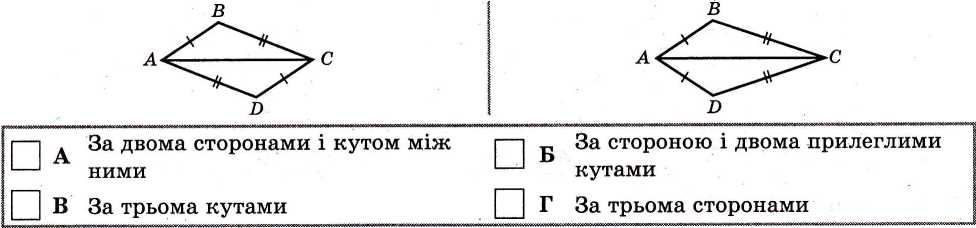 B
A
C
D
B
A
C
D
А За двома сторонами і кутом між
ними
Б За стороною і двома прилеглими
кутами
В За трьома кутами
Г За трьома сторонами